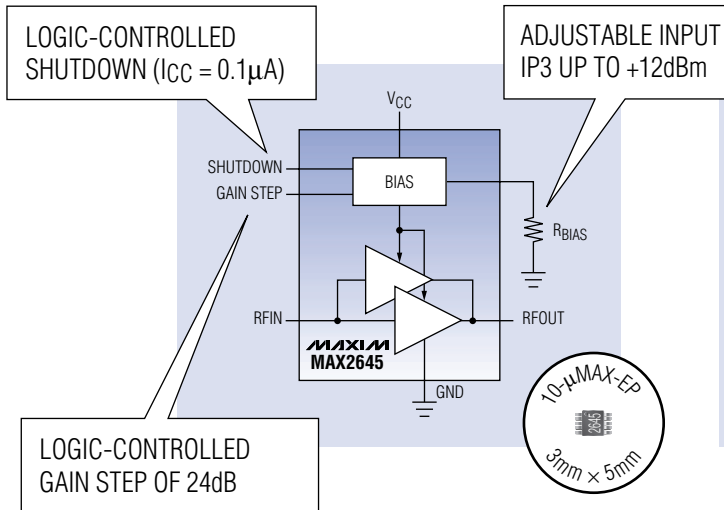 LOGIC-CONTROLLED
SHUTDOWN (ICC = 0.1μA)
ADJUSTABLE INPUT
IP3 UP TO +12dBm
VCC
SHUTDOWN
GAIN STEP
BIAS
RBIAS
RFIN
RFOUT
MAXIM
MAX2645
GND
LOGIC-CONTROLLED
GAIN STEP OF 24dB
10-μMAX-EP
2645
3mm × 5mm